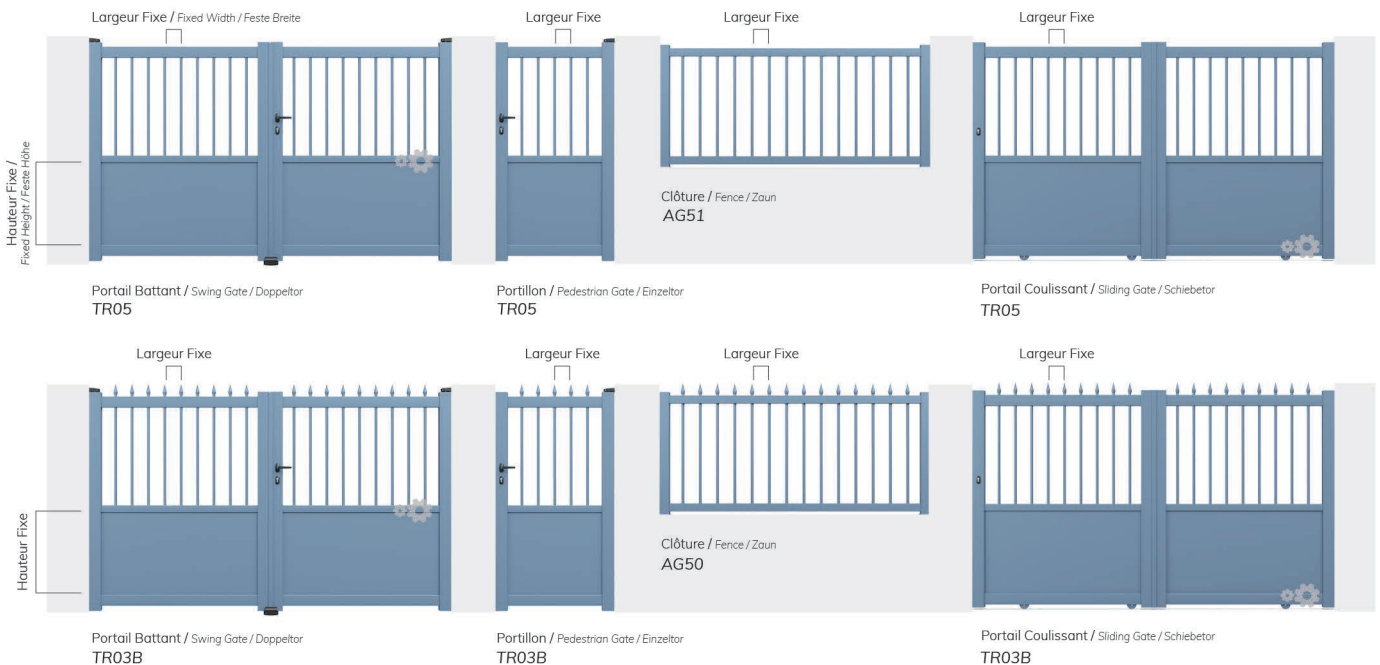 Largeur Fixe / Fixed Width / Feste Breite
Largeur Fixe
Largeur Fixe
Largeur Fixe
Hauteur Fixe /
Fixed Height / Feste Höhe
Clôture / Fence / Zaun
AG51
Portail Battant / Swing Gate / Doppeltor
TR05
Portillon / Pedestrian Gate / Einzeltor
TR05
Portail Coulissant / Sliding Gate / Schiebetor
TR05
Largeur Fixe
Largeur Fixe
Largeur Fixe
Largeur Fixe
Hauteur Fixe
Clôture / Fence / Zaun
AG50
Portail Battant / Swing Gate / Doppeltor
TR03B
Portillon / Pedestrian Gate / Einzeltor
TR03B
Portail Coulissant / Sliding Gate / Schiebetor
TR03B